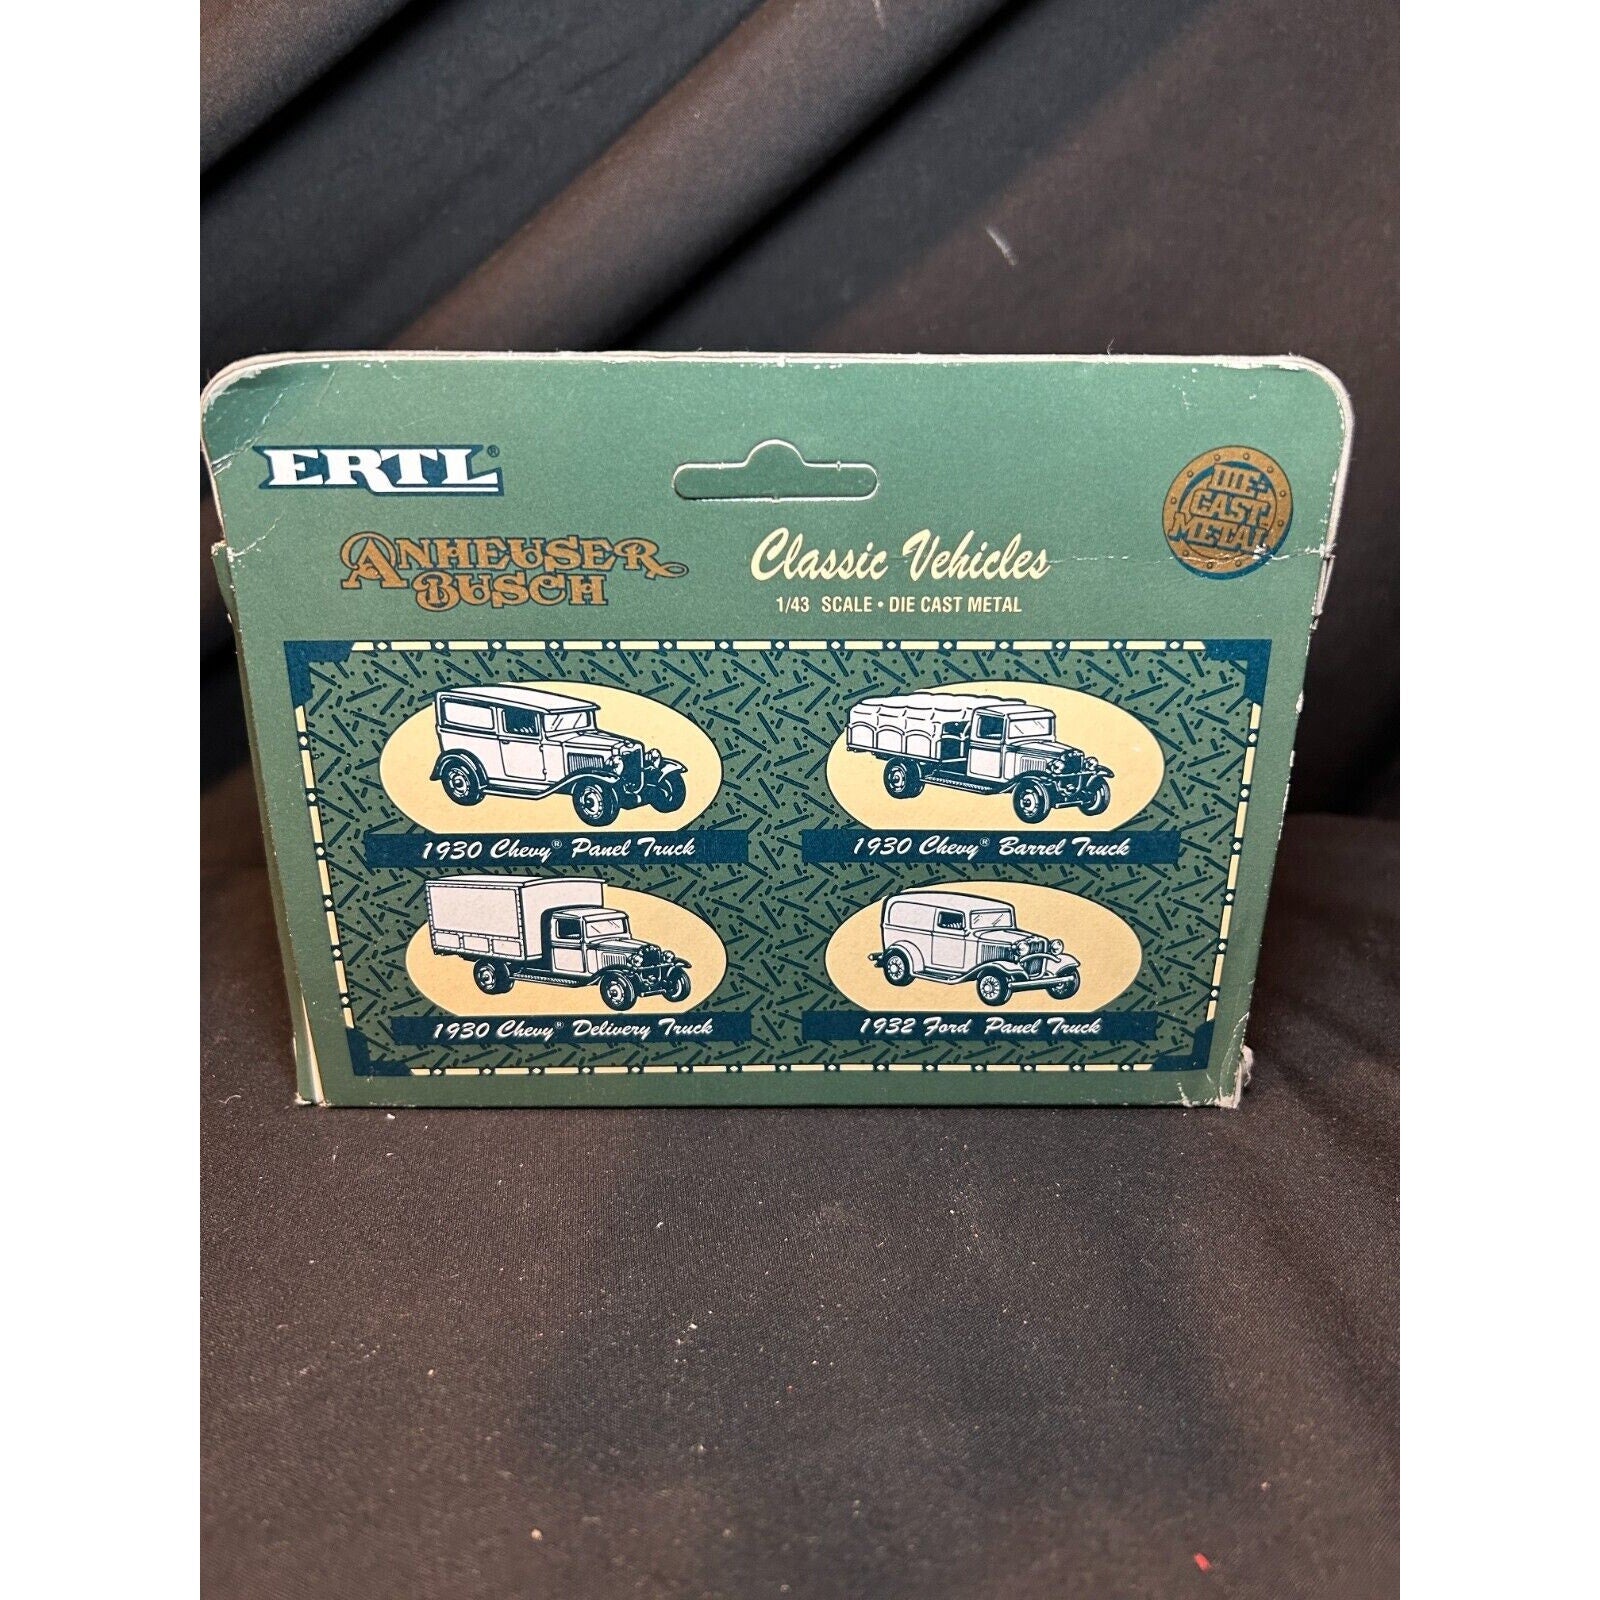 ERTL®
ANHEUSER
BUSCH
Classic Vehicles
1/43 SCALE • DIE CAST METAL
DIE-
CAST
METAL
1930 Chevy® Panel Truck
1930 Chevy® Barrel Truck
1930 Chevy® Delivery Truck
1932 Ford Panel Truck